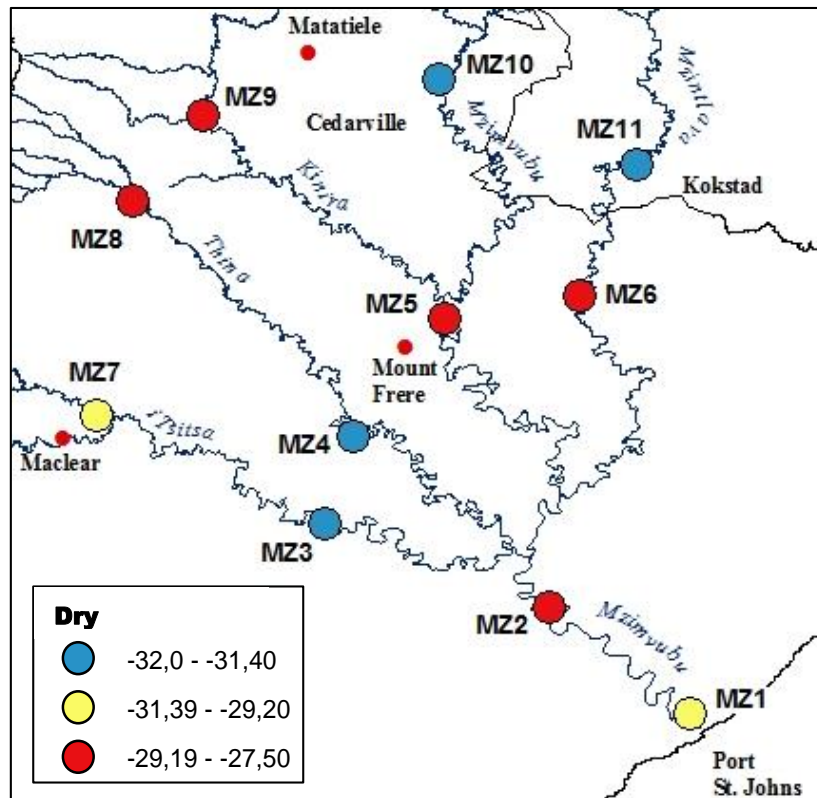 Matatiele
MZ10
MZ9
Cedarville
Mzimvubu
Mzintlava
MZ11
Kokstad
Kinira
MZ8
Thina
MZ5
MZ6
Mount
Frere
MZ7
iTsitsa
Maclear
MZ4
MZ3
MZ2
Mzimvubu
MZ1
Port
St. Johns
Dry
-32,0 - -31,40
-31,39 - -29,20
-29,19 - -27,50